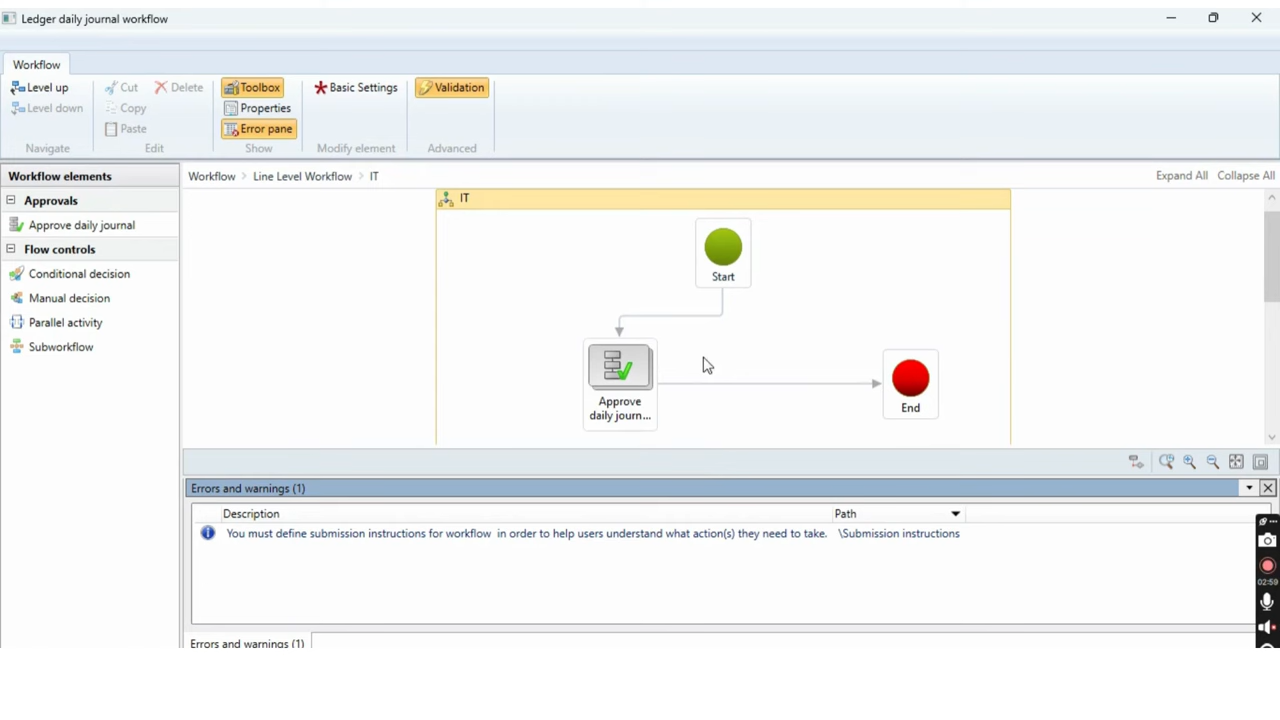 Ledger daily journal workflow
Workflow
Level up
Level down
Navigate
Cut
Delete
Copy
Paste
Edit
Toolbox
Properties
Error pane
Show
Basic Settings
Modify element
Validation
Advanced
Workflow elements
Approvals
Approve daily journal
Flow controls
Conditional decision
Manual decision
Parallel activity
Subworkflow
Workflow > Line Level Workflow > IT
Expand All Collapse All
IT
Start
Approve
daily journ...
End
Errors and warnings (1)
Description Path
You must define submission instructions for workflow in order to help users understand what action(s) they need to take. \Submission instructions
02:59
Errors and warnings (1)